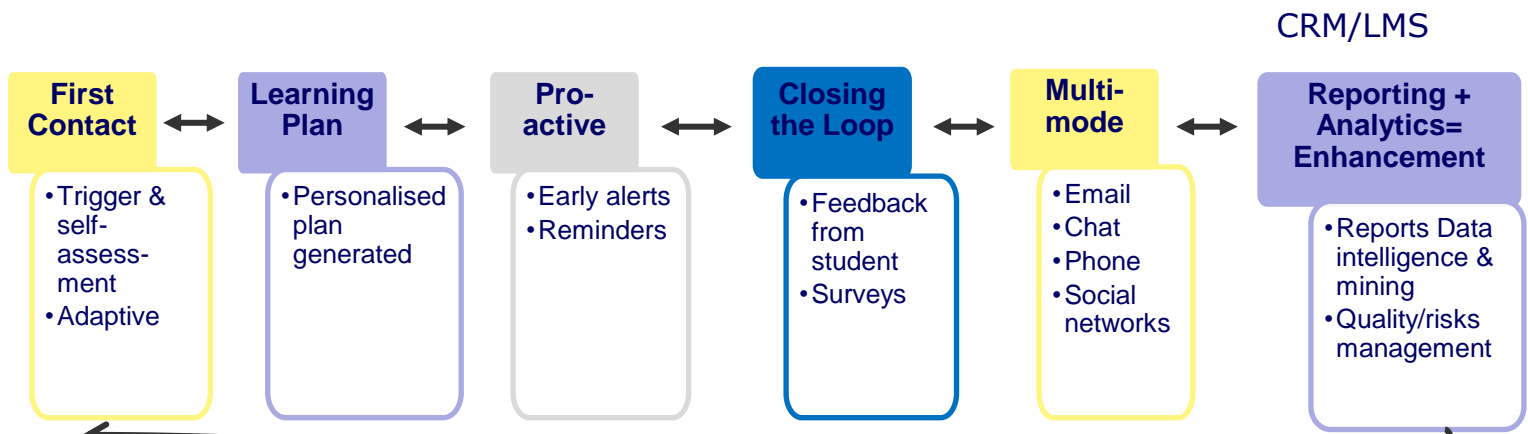 CRM/LMS
First
Contact
Learning
Plan
Pro-
active
Closing
the Loop
Multi-
mode
Reporting +
Analytics=
Enhancement
•Trigger &
self-
assess-
ment
•Adaptive
•Personalised
plan
generated
•Early alerts
•Reminders
•Feedback
from
student
•Surveys
•Email
•Chat
•Phone
•Social
networks
•Reports Data
intelligence &
mining
•Quality/risks
management